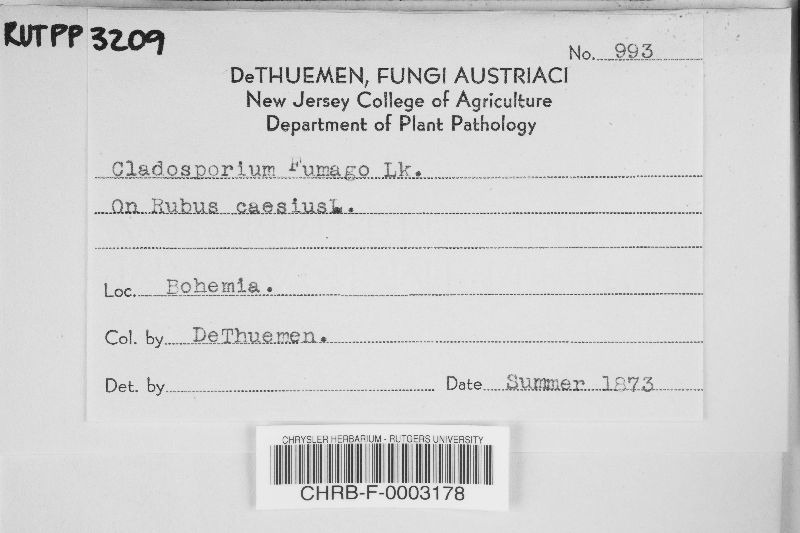 RUTPP 3209
No. 993
DeTHUEMEN, FUNGI AUSTRIACI
New Jersey College of Agriculture
Department of Plant Pathology
Cladosporium Fumago Lk.
On Rubus caesiusL.
Loc. Bohemia.
Col. by DeThuemen.
Det. by Date Summer 1873
CHRYSLER HERBARIUM - RUTGERS UNIVERSITY
CHRB-F-0003178